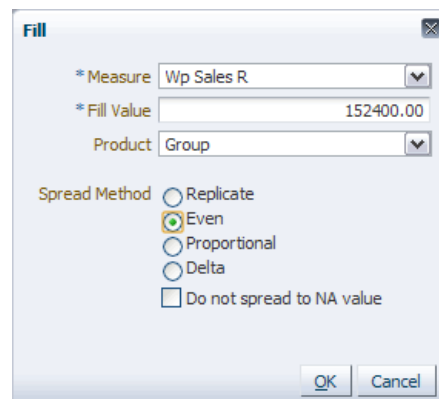 Fill
* Measure Wp Sales R
* Fill Value 152400.00
Product Group
Spread Method Replicate
Even
Proportional
Delta
Do not spread to NA value
OK Cancel